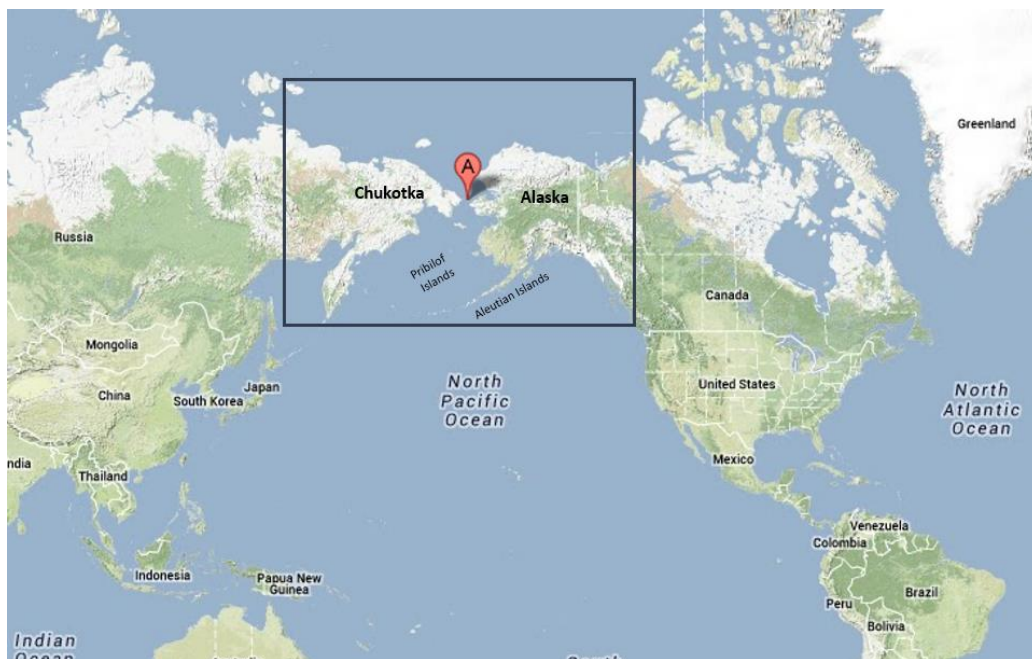 Greenland
A
Chukotka
Alaska
Russia
Pribilof
Islands
Aleutian Islands
Canada
Mongolia
North
Pacific
Ocean
Japan
China
South Korea
United States
North
Atlantic
Ocean
Mexico
ndia
Thailand
Venezuela
Colombia
Indonesia
Papua New
Guinea
Brazil
Peru
Bolivia
Indian
Ocean